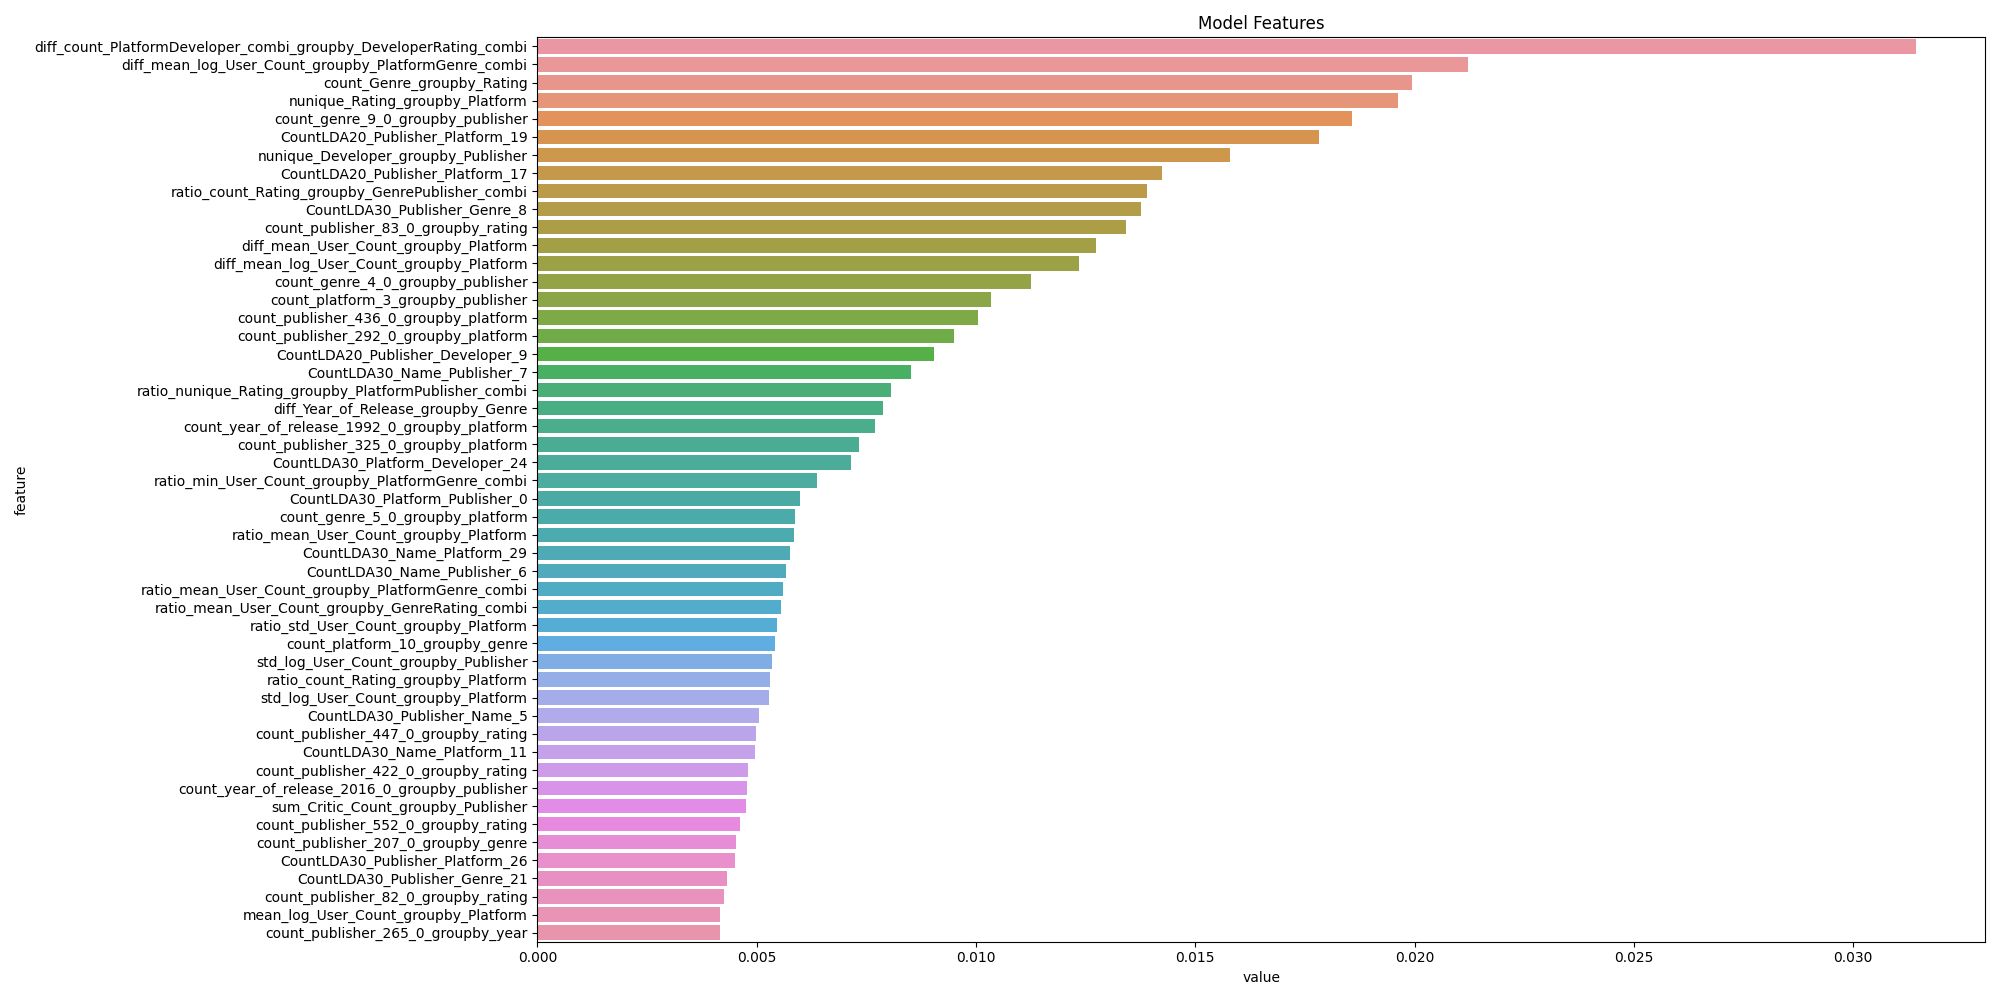 Model Features
diff_count_PlatformDeveloper_combi_groupby_DeveloperRating_combi
diff_mean_log_User_Count_groupby_PlatformGenre_combi
count_Genre_groupby_Rating
nunique_Rating_groupby_Platform
count_genre_9_0_groupby_publisher
CountLDA20_Publisher_Platform_19
nunique_Developer_groupby_Publisher
CountLDA20_Publisher_Platform_17
ratio_count_Rating_groupby_GenrePublisher_combi
CountLDA30_Publisher_Genre_8
count_publisher_83_0_groupby_rating
diff_mean_User_Count_groupby_Platform
diff_mean_log_User_Count_groupby_Platform
count_genre_4_0_groupby_publisher
count_platform_3_groupby_publisher
count_publisher_436_0_groupby_platform
count_publisher_292_0_groupby_platform
CountLDA20_Publisher_Developer_9
CountLDA30_Name_Publisher_7
ratio_nunique_Rating_groupby_PlatformPublisher_combi
diff_Year_of_Release_groupby_Genre
count_year_of_release_1992_0_groupby_platform
count_publisher_325_0_groupby_platform
CountLDA30_Platform_Developer_24
ratio_min_User_Count_groupby_PlatformGenre_combi
CountLDA30_Platform_Publisher_0
count_genre_5_0_groupby_platform
ratio_mean_User_Count_groupby_Platform
CountLDA30_Name_Platform_29
CountLDA30_Name_Publisher_6
ratio_mean_User_Count_groupby_PlatformGenre_combi
ratio_mean_User_Count_groupby_GenreRating_combi
ratio_std_User_Count_groupby_Platform
count_platform_10_groupby_genre
std_log_User_Count_groupby_Publisher
ratio_count_Rating_groupby_Platform
std_log_User_Count_groupby_Platform
CountLDA30_Publisher_Name_5
count_publisher_447_0_groupby_rating
CountLDA30_Name_Platform_11
count_publisher_422_0_groupby_rating
count_year_of_release_2016_0_groupby_publisher
sum_Critic_Count_groupby_Publisher
count_publisher_552_0_groupby_rating
count_publisher_207_0_groupby_genre
CountLDA30_Publisher_Platform_26
CountLDA30_Publisher_Genre_21
count_publisher_82_0_groupby_rating
mean_log_User_Count_groupby_Platform
count_publisher_265_0_groupby_year
feature
0.000 0.005 0.010 0.015 0.020 0.025 0.030
value